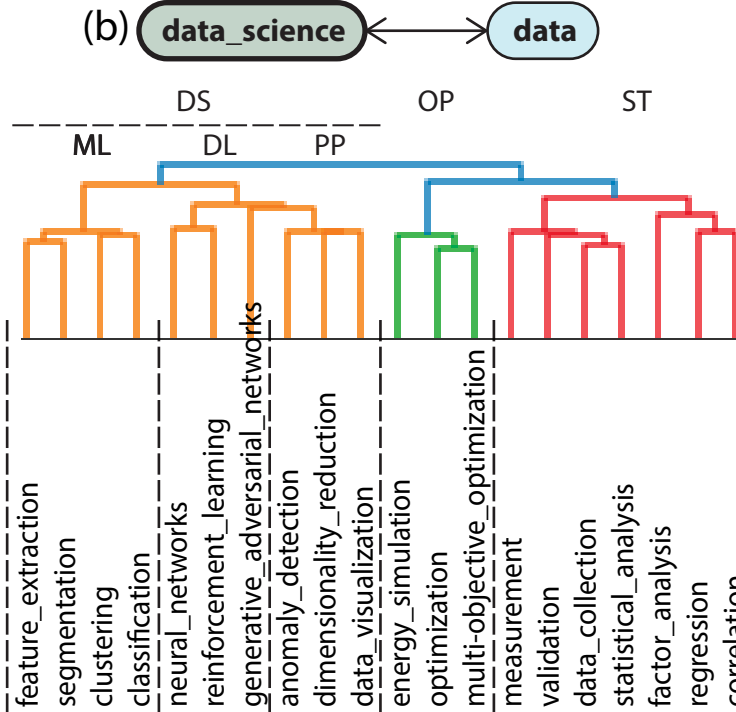 (b) data_science data
DS OP ST
ML DL PP
feature_extraction
segmentation
clustering
classification
neural_networks
reinforcement_learning
generative_adversarial_networks
anomaly_detection
dimensionality_reduction
data_visualization
energy_simulation
optimization
multi-objective_optimization
measurement
validation
data_collection
statistical_analysis
factor_analysis
regression
correlation